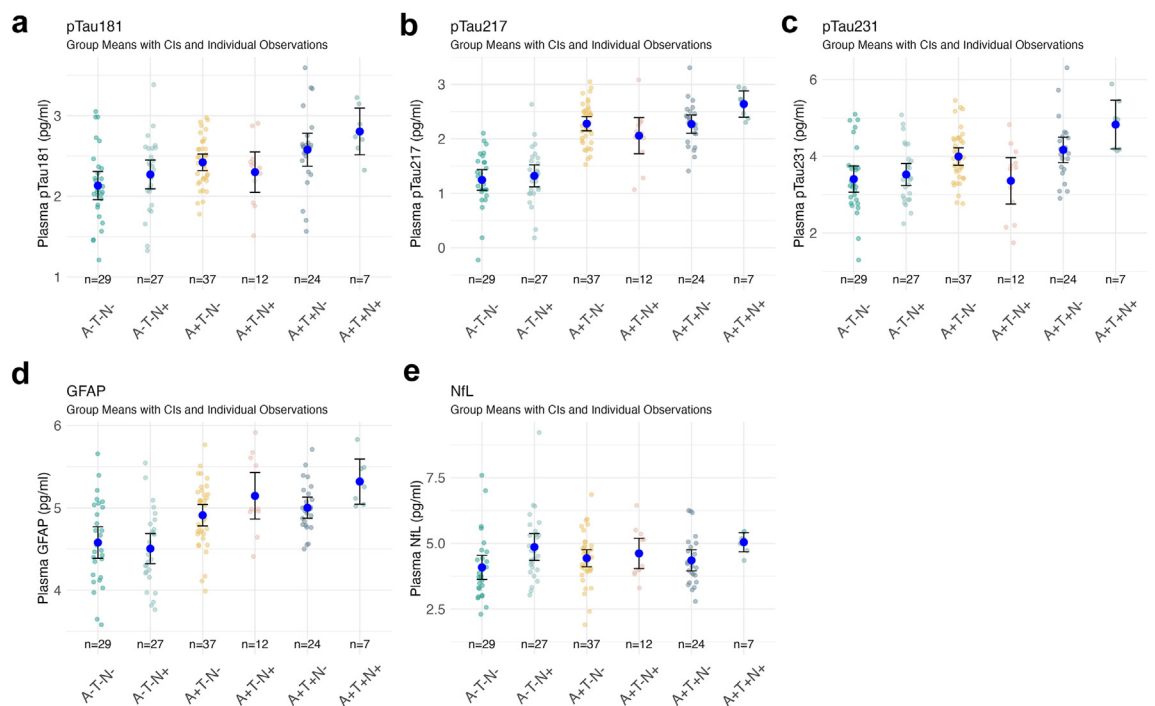 a
pTau181
Group Means with CIs and Individual Observations
Plasma pTau181 (pg/ml)
3
2
1
n=29 n=27 n=37 n=12 n=24 n=7
A-T-N- A-T-N+ A+T-N- A+T-N+ A+T+N- A+T+N+
b
pTau217
Group Means with CIs and Individual Observations
Plasma pTau217 (pg/ml)
3
2
1
0
n=29 n=27 n=37 n=12 n=24 n=7
A-T-N- A-T-N+ A+T-N- A+T-N+ A+T+N- A+T+N+
c
pTau231
Group Means with CIs and Individual Observations
Plasma pTau231 (pg/ml)
6
4
2
n=29 n=27 n=37 n=12 n=24 n=7
A-T-N- A-T-N+ A+T-N- A+T-N+ A+T+N- A+T+N+
d
GFAP
Group Means with CIs and Individual Observations
Plasma GFAP (pg/ml)
6
5
4
n=29 n=27 n=37 n=12 n=24 n=7
A-T-N- A-T-N+ A+T-N- A+T-N+ A+T+N- A+T+N+
e
NfL
Group Means with CIs and Individual Observations
Plasma NfL (pg/ml)
7.5
5.0
2.5
n=29 n=27 n=37 n=12 n=24 n=7
A-T-N- A-T-N+ A+T-N- A+T-N+ A+T+N- A+T+N+